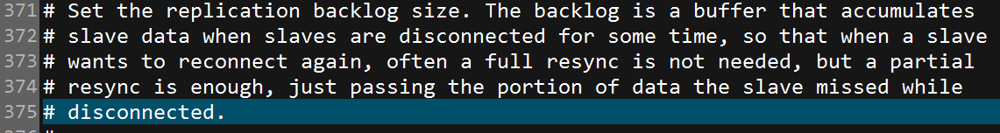 371# Set the replication backlog size. The backlog is a buffer that accumulates
372# slave data when slaves are disconnected for some time, so that when a slave
373# wants to reconnect again, often a full resync is not needed, but a partial
374# resync is enough, just passing the portion of data the slave missed while
375# disconnected.